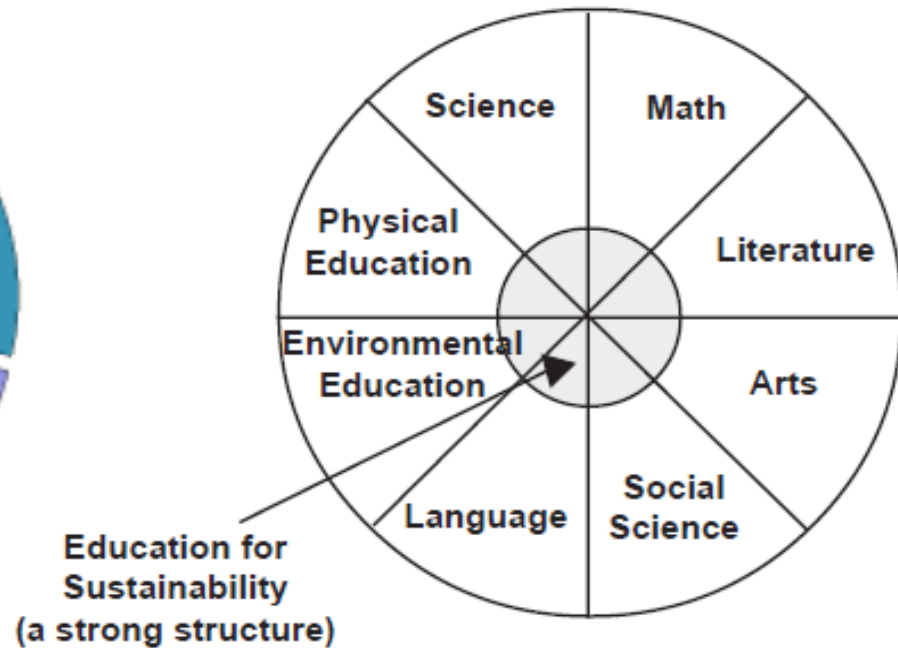 Science
Math
Physical
Education
Literature
Environmental
Education
Arts
Language
Social
Science
Education for
Sustainability
(a strong structure)